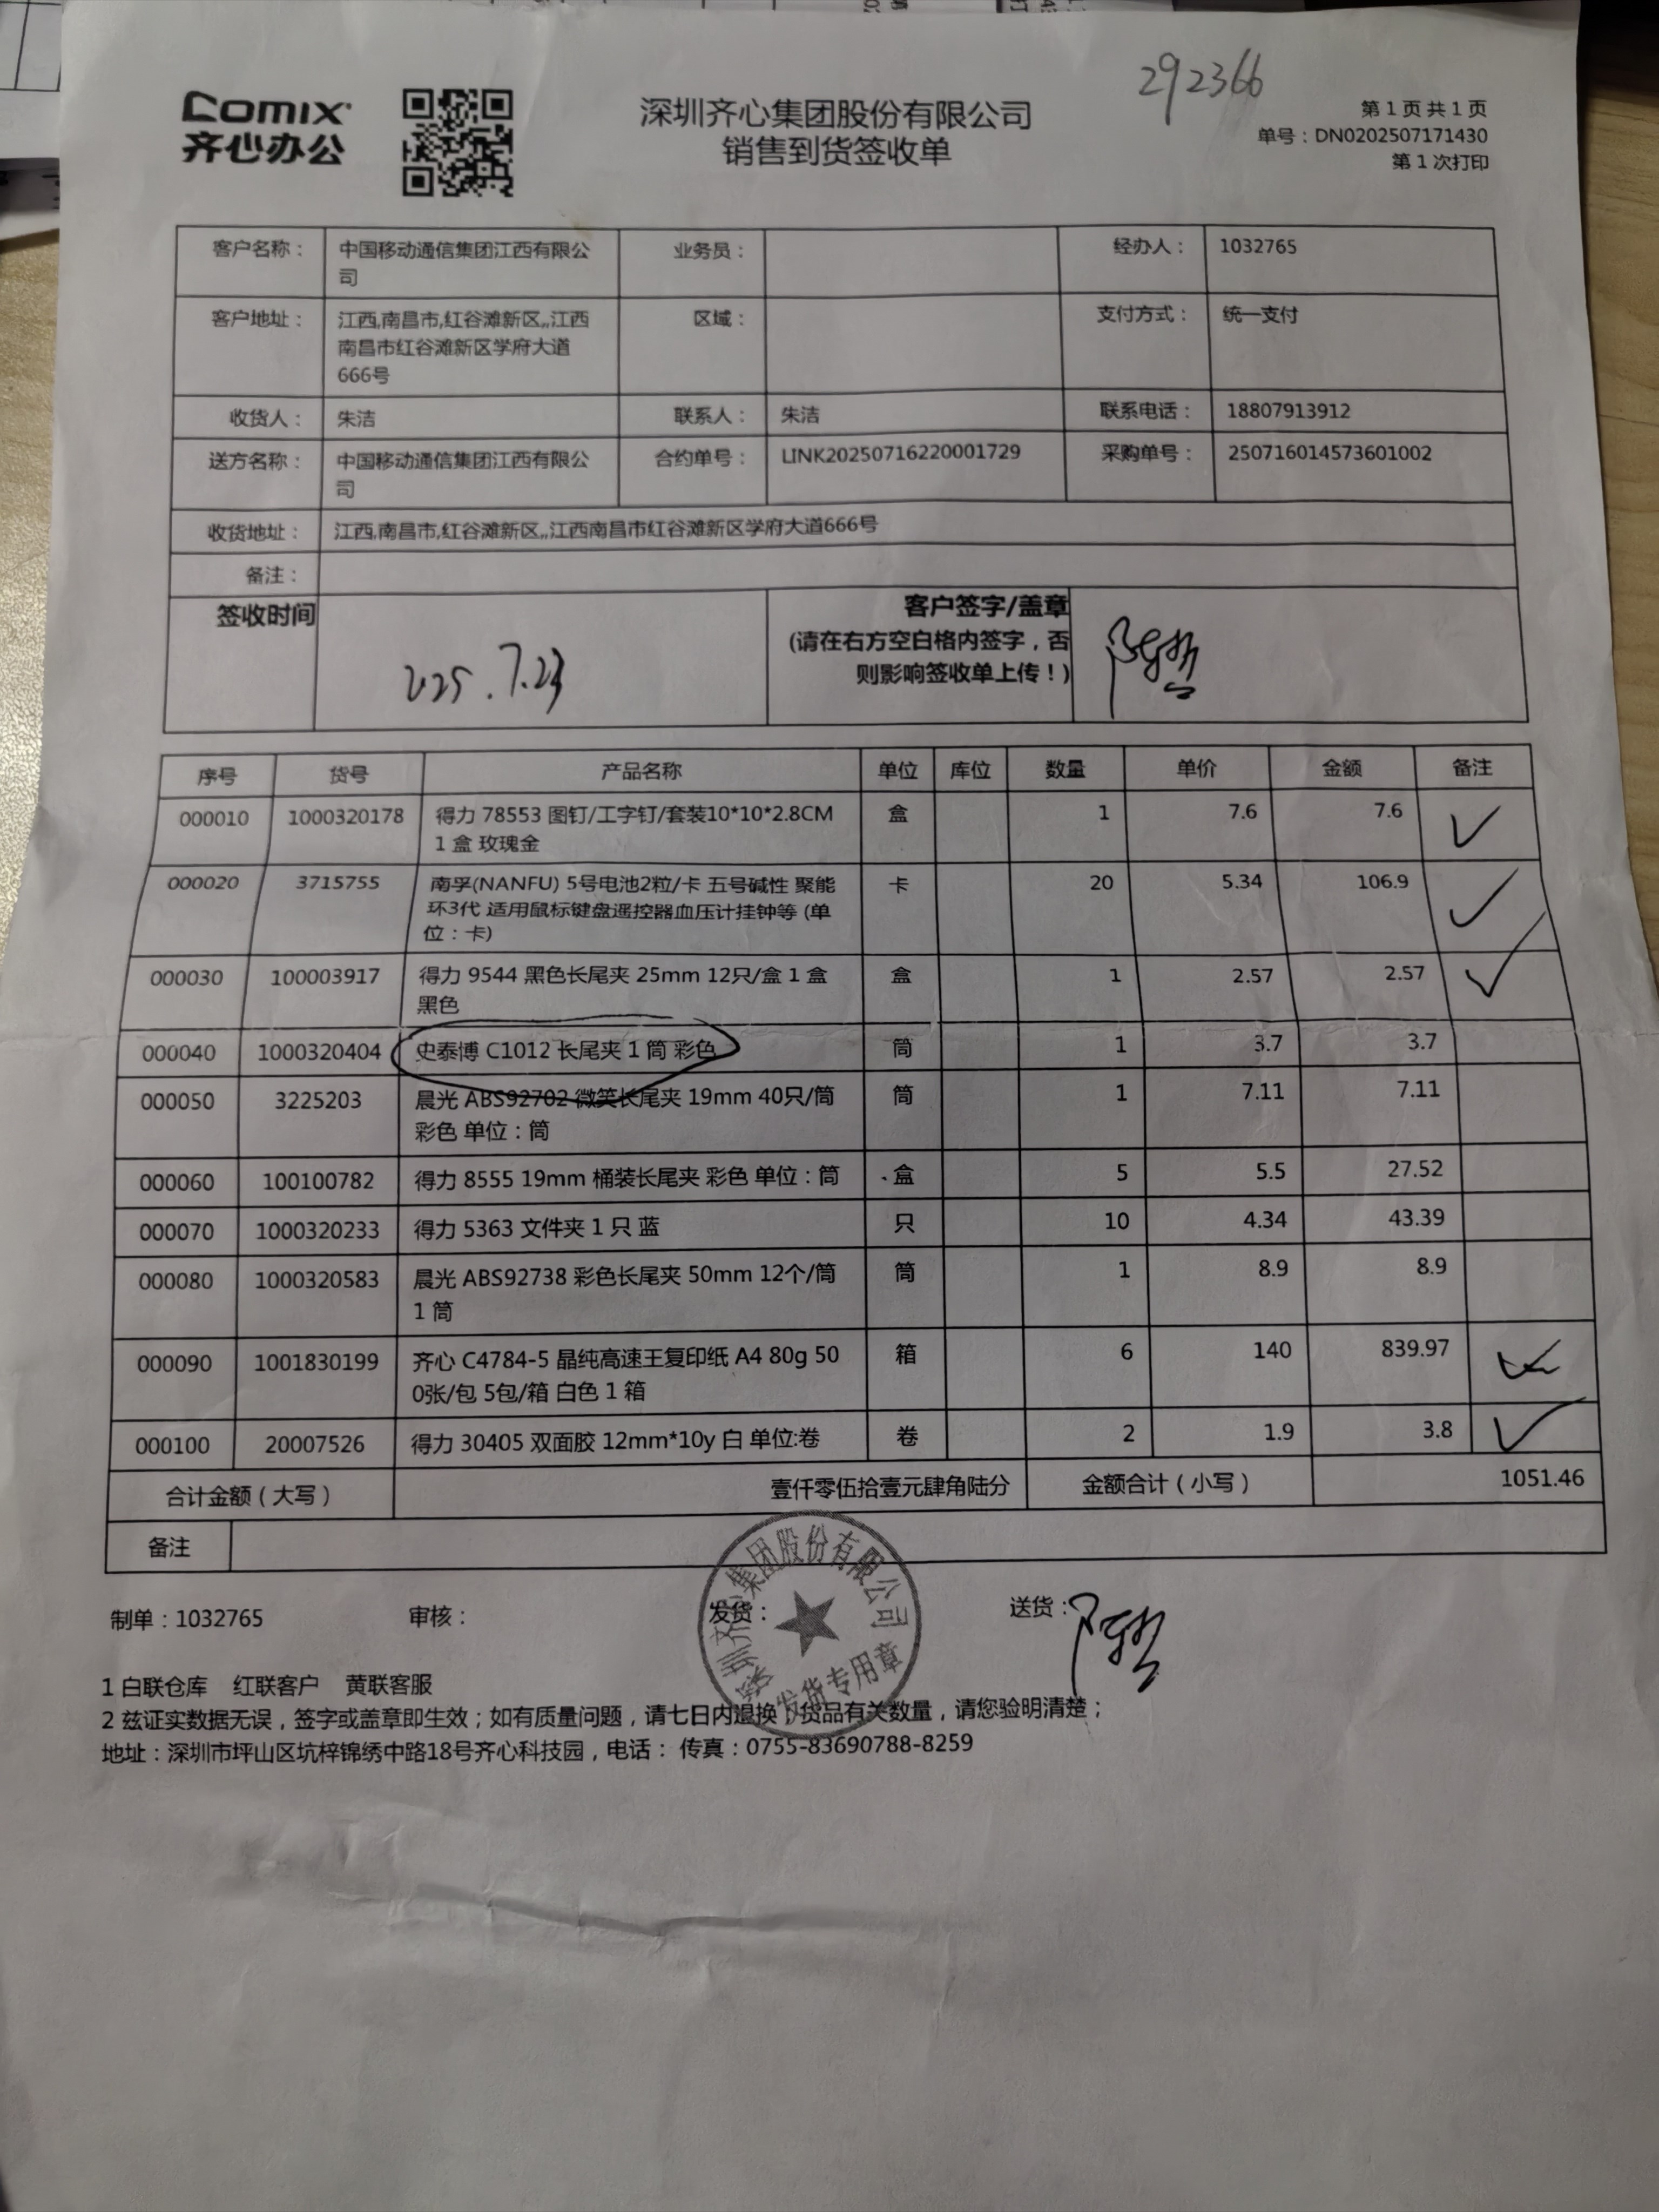 292366
COMIX
齐心办公
深圳齐心集团股份有限公司
销售到货签收单
第 1 页 共 1 页
单号：DN0202507171430
第 1 次打印
客户名称： 中国移动通信集团江西有限公 业务员： 经办人： 1032765
司
客户地址： 江西,南昌市,红谷滩新区,,江西 区域： 支付方式： 统一支付
南昌市红谷滩新区学府大道
666号
收货人： 朱洁 联系人： 朱洁 联系电话： 18807913912
送方名称： 中国移动通信集团江西有限公 合约单号： LINK20250716220001729 采购单号： 250716014573601002
司
收货地址： 江西,南昌市,红谷滩新区,,江西南昌市红谷滩新区学府大道666号
备注：
签收时间 客户签字/盖章
(请在右方空白格内签字，否
则影响签收单上传！)
2025.7.23
序号 货号 产品名称 单位 库位 数量 单价 金额 备注
000010 1000320178 得力 78553 图钉/工字钉/套装10*10*2.8CM 盒 1 7.6 7.6
1 盒 玫瑰金
000020 3715755 南孚(NANFU) 5号电池2粒/卡 五号碱性 聚能 卡 20 5.34 106.9
环3代 适用鼠标键盘遥控器血压计挂钟等 (单
位：卡)
000030 100003917 得力 9544 黑色长尾夹 25mm 12只/盒 1 盒 盒 1 2.57 2.57
黑色
000040 1000320404 史泰博 C1012 长尾夹 1 筒 彩色 筒 1 3.7 3.7
000050 3225203 晨光 ABS92702 微笑长尾夹 19mm 40只/筒 筒 1 7.11 7.11
彩色 单位：筒
000060 100100782 得力 8555 19mm 桶装长尾夹 彩色 单位：筒 盒 5 5.5 27.52
000070 1000320233 得力 5363 文件夹 1 只 蓝 只 10 4.34 43.39
000080 1000320583 晨光 ABS92738 彩色长尾夹 50mm 12个/筒 筒 1 8.9 8.9
1 筒
000090 1001830199 齐心 C4784-5 晶纯高速王复印纸 A4 80g 50 箱 6 140 839.97
0张/包 5包/箱 白色 1 箱
000100 20007526 得力 30405 双面胶 12mm*10y 白 单位:卷 卷 2 1.9 3.8
合计金额（大写） 壹仟零伍拾壹元肆角陆分 金额合计（小写） 1051.46
备注
制单：1032765 审核： 发货： 送货：
深圳齐心集团股份有限公司
发货专用章
1 白联仓库 红联客户 黄联客服
2 兹证实数据无误，签字或盖章即生效；如有质量问题，请七日内退换，货品有关数量，请您验明清楚；
地址：深圳市坪山区坑梓锦绣中路18号齐心科技园，电话： 传真：0755-83690788-8259